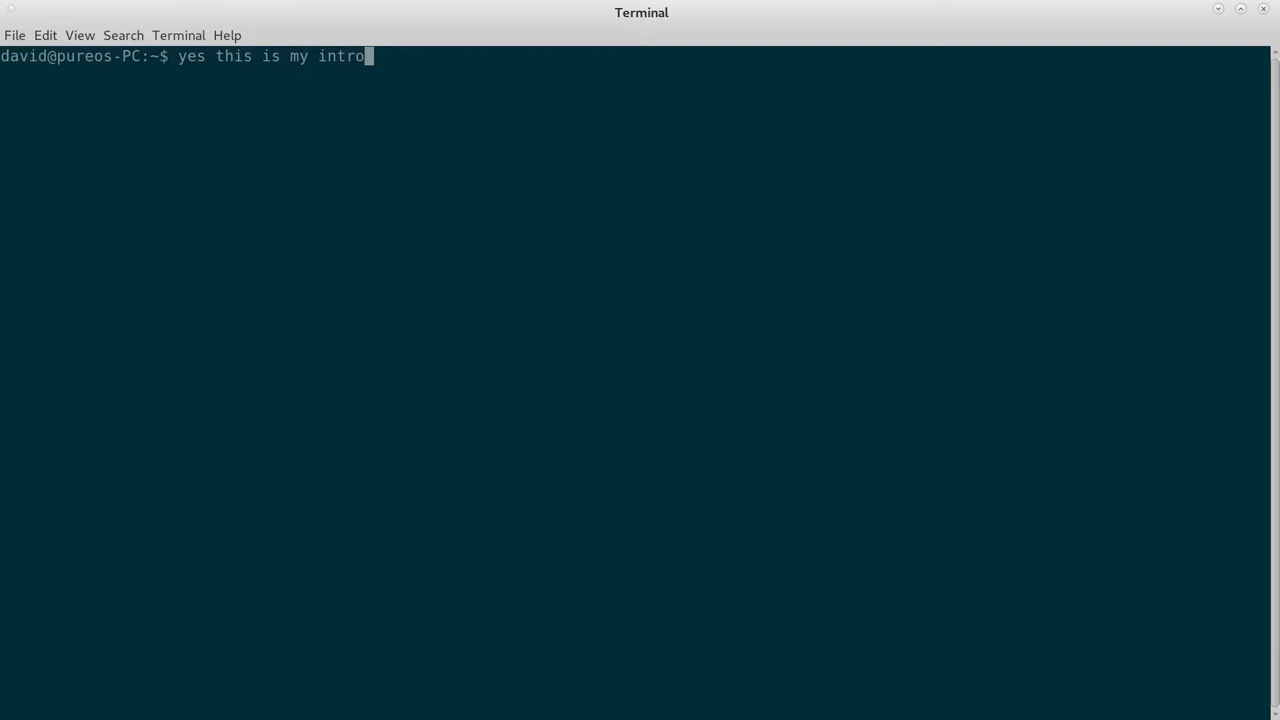 Terminal
File Edit View Search Terminal Help
david@pureos-PC:~$ yes this is my intro